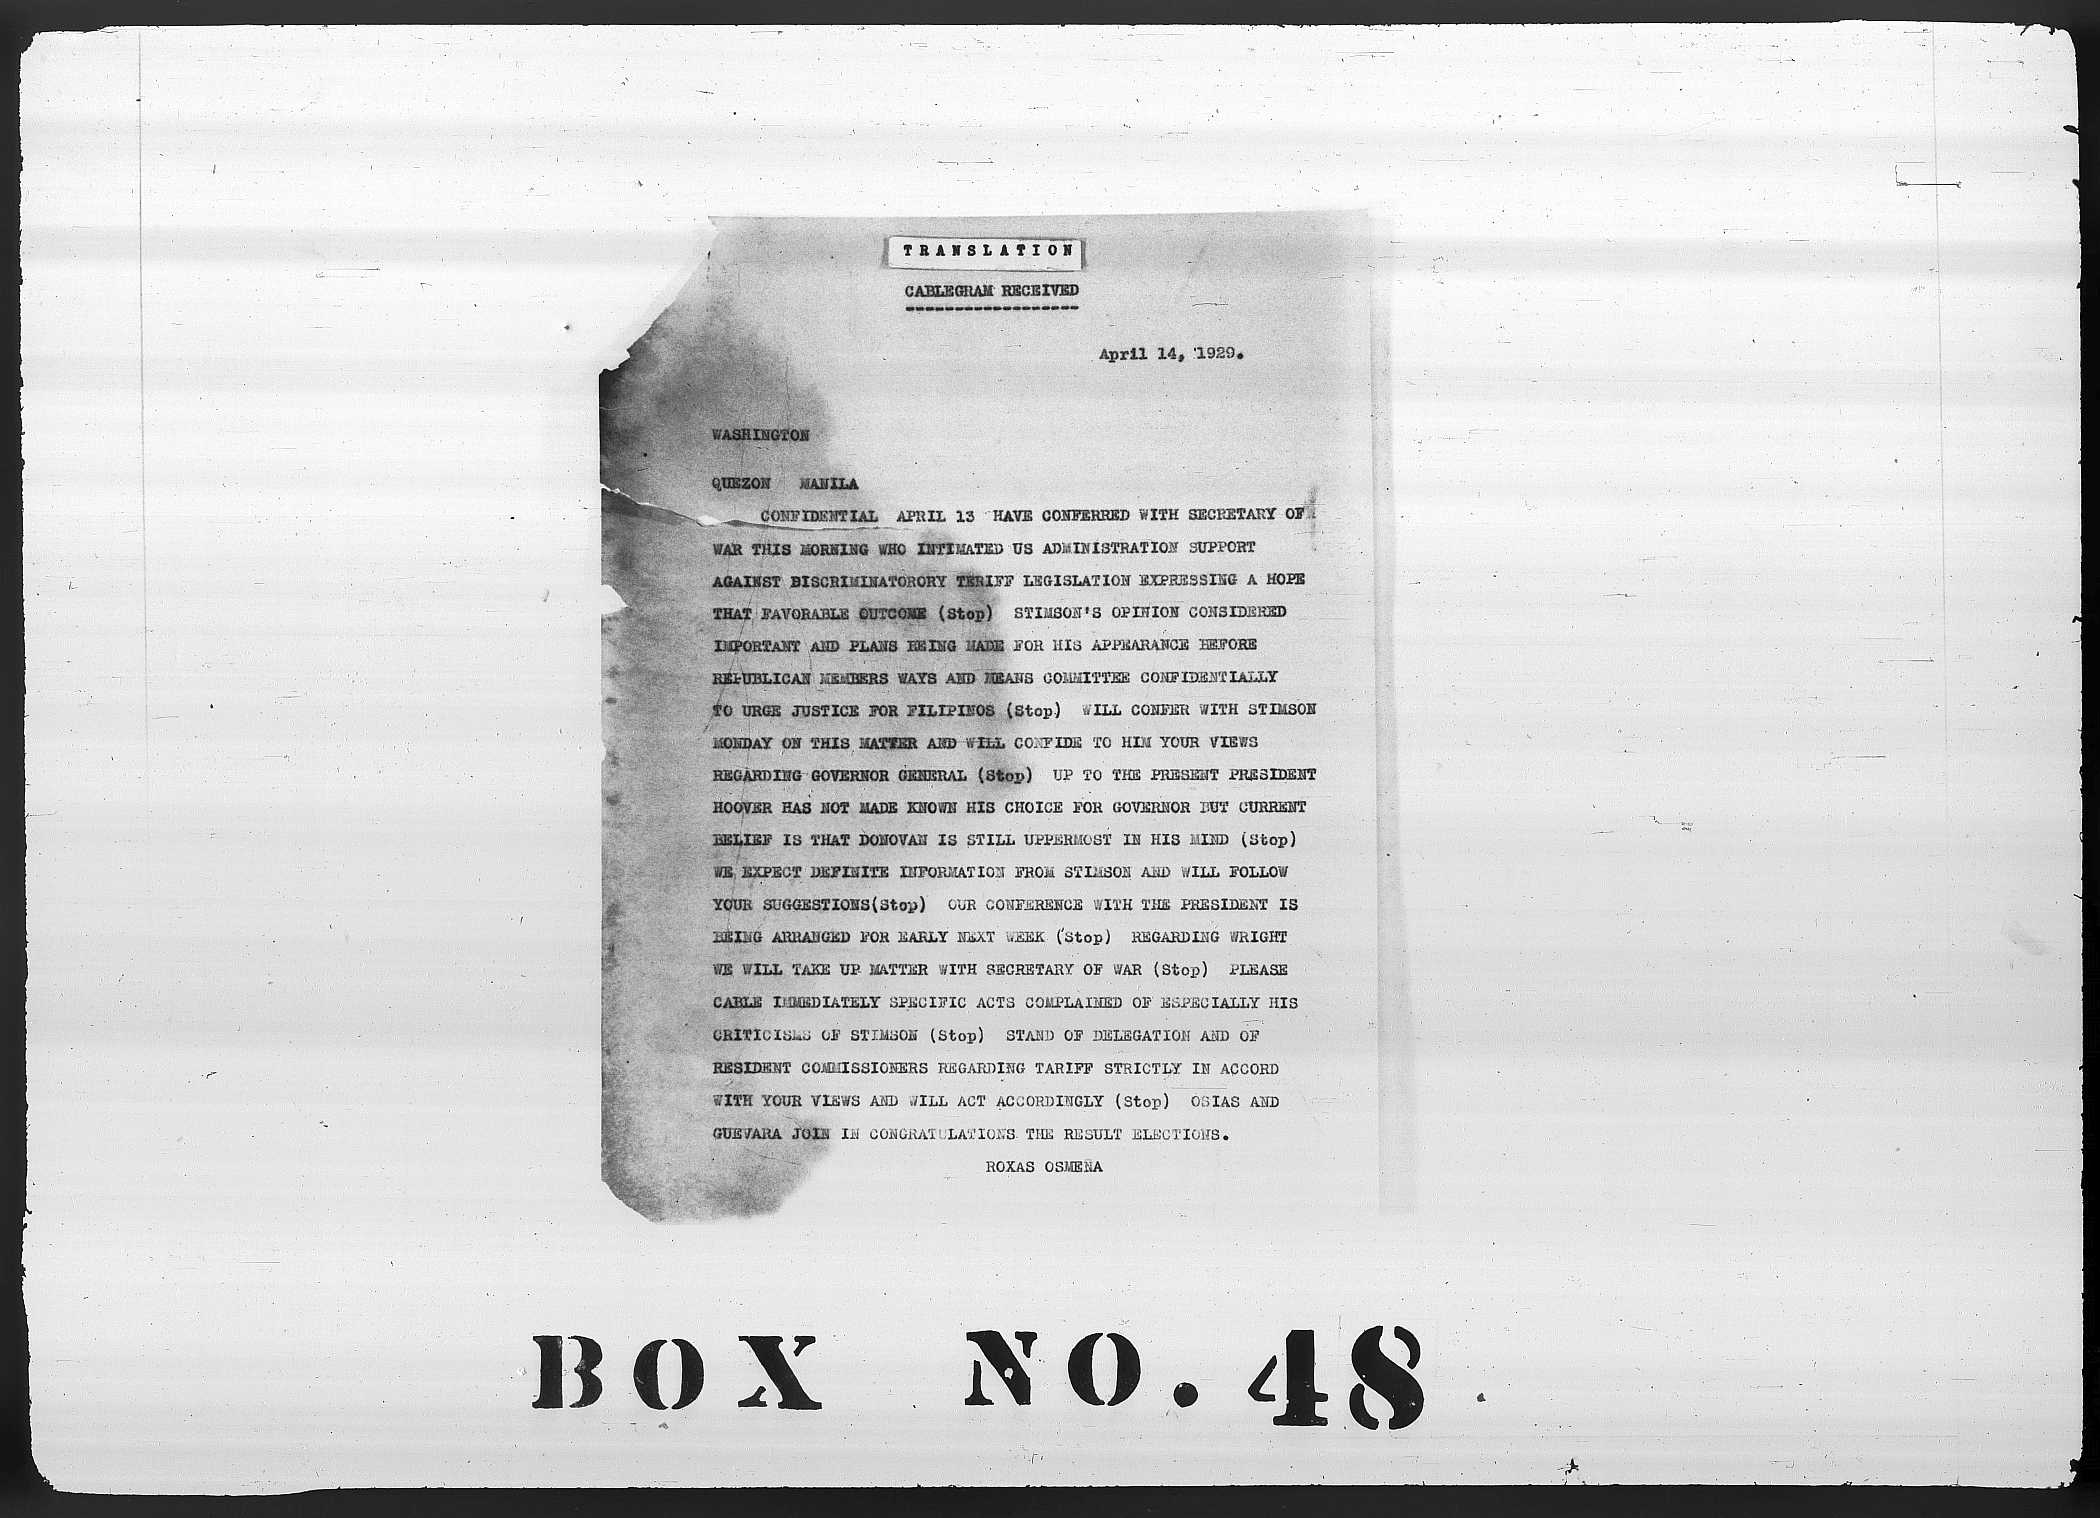 TRANSLATION
CABLEGRAM RECEIVED
April 14, 1929.
WASHINGTON
QUEZON MANILA
CONFIDENTIAL APRIL 13 HAVE CONFERRED WITH SECRETARY OF
WAR THIS MORNING WHO INTIMATED US ADMINISTRATION SUPPORT
AGAINST DISCRIMINATORORY TERIFF LEGISLATION EXPRESSING A HOPE
THAT FAVORABLE OUTCOME (Stop) STIMSON'S OPINION CONSIDERED
IMPORTANT AND PLANS BEING MADE FOR HIS APPEARANCE BEFORE
REPUBLICAN MEMBERS WAYS AND MEANS COMMITTEE CONFIDENTIALLY
TO URGE JUSTICE FOR FILIPINOS (Stop) WILL CONFER WITH STIMSON
MONDAY ON THIS MATTER AND WILL CONFIDE TO HIM YOUR VIEWS
REGARDING GOVERNOR GENERAL (Stop) UP TO THE PRESENT PRESIDENT
HOOVER HAS NOT MADE KNOWN HIS CHOICE FOR GOVERNOR BUT CURRENT
BELIEF IS THAT DONOVAN IS STILL UPPERMOST IN HIS MIND (Stop)
WE EXPECT DEFINITE INFORMATION FROM STIMSON AND WILL FOLLOW
YOUR SUGGESTIONS(Stop) OUR CONFERENCE WITH THE PRESIDENT IS
BEING ARRANGED FOR EARLY NEXT WEEK (Stop) REGARDING WRIGHT
WE WILL TAKE UP MATTER WITH SECRETARY OF WAR (Stop) PLEASE
CABLE IMMEDIATELY SPECIFIC ACTS COMPLAINED OF ESPECIALLY HIS
CRITICISMS OF STIMSON (Stop) STAND OF DELEGATION AND OF
RESIDENT COMMISSIONERS REGARDING TARIFF STRICTLY IN ACCORD
WITH YOUR VIEWS AND WILL ACT ACCORDINGLY (Stop) OSIAS AND
GUEVARA JOIN IN CONGRATULATIONS THE RESULT ELECTIONS.
ROXAS OSMEÑA
BOX NO. 48